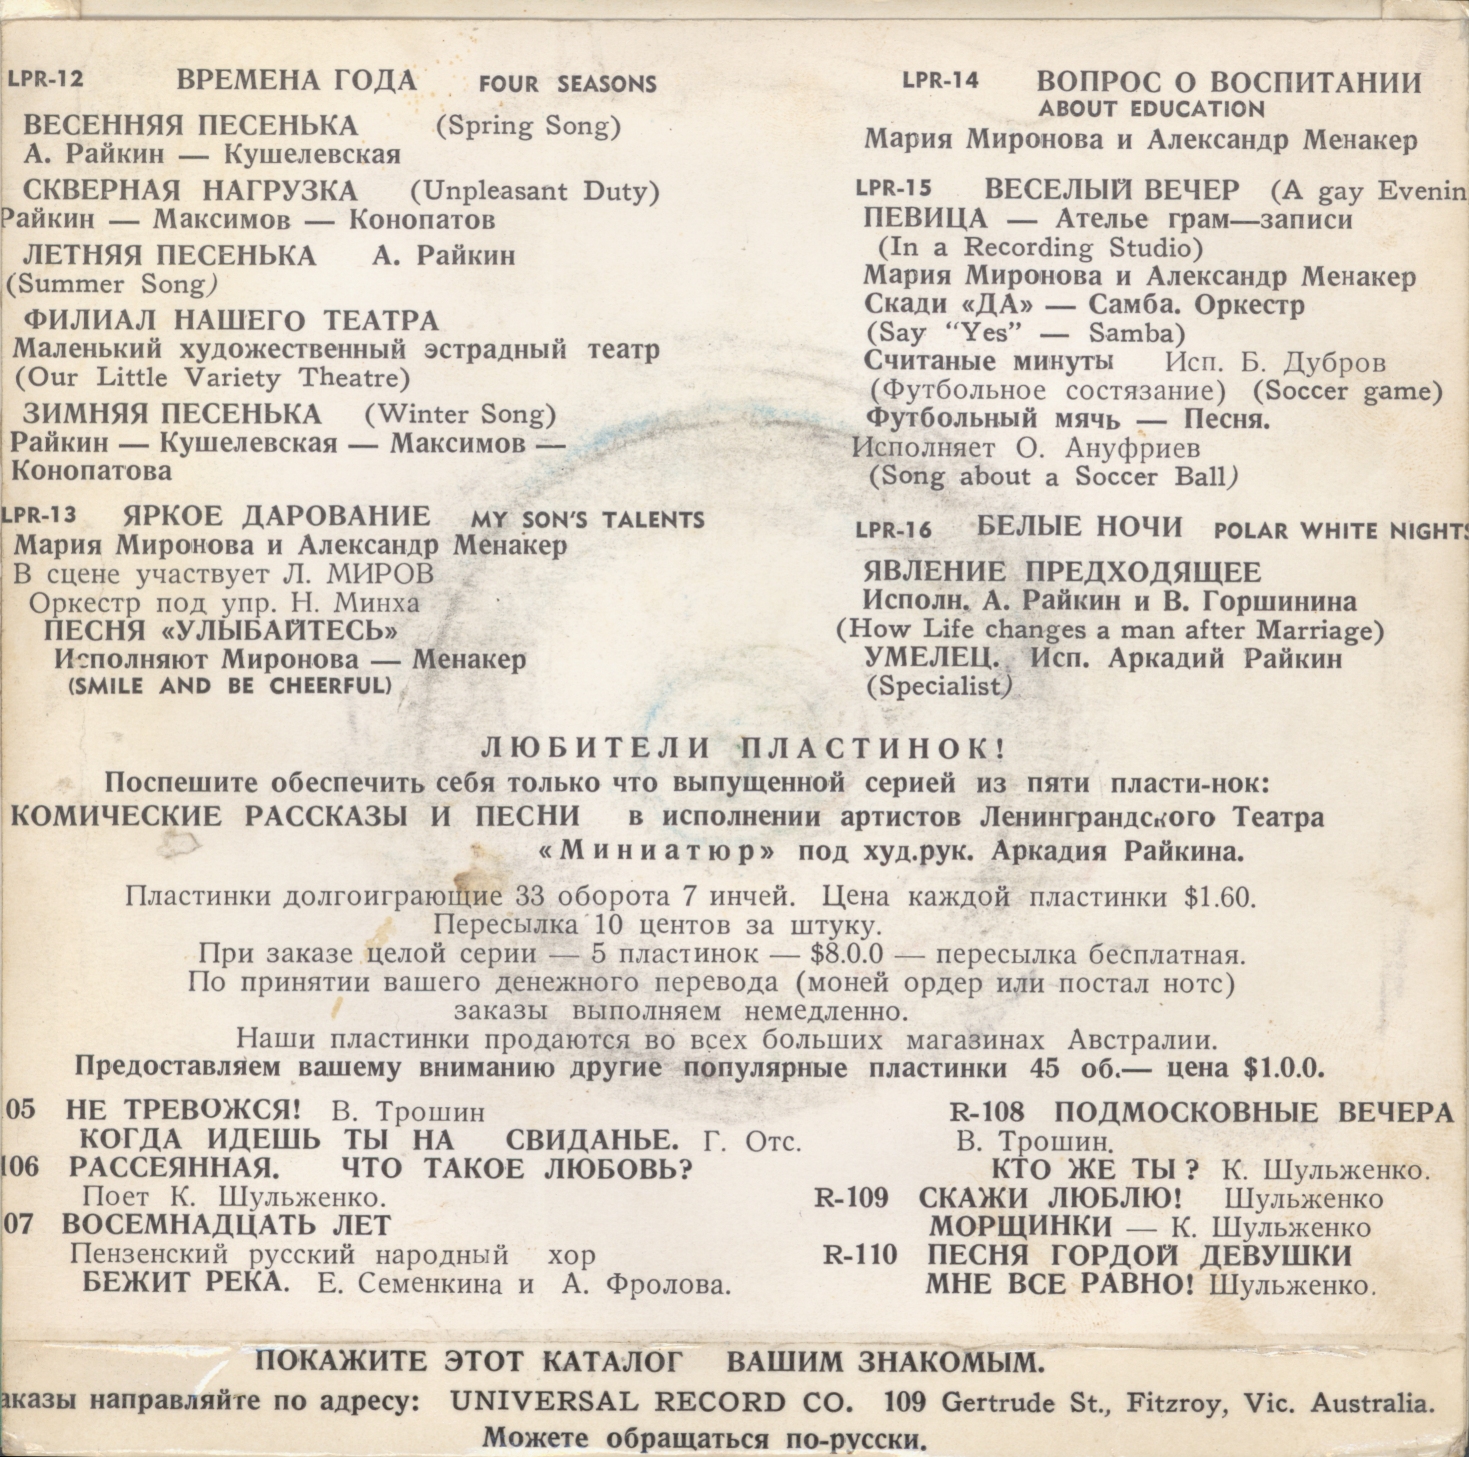 LPR-12 ВРЕМЕНА ГОДА FOUR SEASONS
ВЕСЕННЯЯ ПЕСЕНЬКА (Spring Song)
А. Райкин — Кушелевская
СКВЕРНАЯ НАГРУЗКА (Unpleasant Duty)
Райкин — Максимов — Конопатов
ЛЕТНЯЯ ПЕСЕНЬКА А. Райкин
(Summer Song)
ФИЛИАЛ НАШЕГО ТЕАТРА
Маленький художественный эстрадный театр
(Our Little Variety Theatre)
ЗИМНЯЯ ПЕСЕНЬКА (Winter Song)
Райкин — Кушелевская — Максимов —
Конопатова
LPR-13 ЯРКОЕ ДАРОВАНИЕ MY SON'S TALENTS
Мария Миронова и Александр Менакер
В сцене участвует Л. МИРОВ
Оркестр под упр. Н. Минха
ПЕСНЯ «УЛЫБАЙТЕСЬ»
Исполняют Миронова — Менакер
(SMILE AND BE CHEERFUL)
LPR-14 ВОПРОС О ВОСПИТАНИИ
ABOUT EDUCATION
Мария Миронова и Александр Менакер
LPR-15 ВЕСЕЛЫЙ ВЕЧЕР (A gay Evenin
ПЕВИЦА — Ателье грам—записи
(In a Recording Studio)
Мария Миронова и Александр Менакер
Скади «ДА» — Самба. Оркестр
(Say “Yes” — Samba)
Считаные минуты Исп. Б. Дубров
(Футбольное состязание) (Soccer game)
Футбольный мячь — Песня.
Исполняет О. Ануфриев
(Song about a Soccer Ball)
LPR-16 БЕЛЫЕ НОЧИ POLAR WHITE NIGHTS
ЯВЛЕНИЕ ПРЕДХОДЯЩЕЕ
Исполн. А. Райкин и В. Горшинина
(How Life changes a man after Marriage)
УМЕЛЕЦ. Исп. Аркадий Райкин
(Specialist)
ЛЮБИТЕЛИ ПЛАСТИНОК!
Поспешите обеспечить себя только что выпущенной серией из пяти пласти-нок:
КОМИЧЕСКИЕ РАССКАЗЫ И ПЕСНИ в исполнении артистов Ленинграндского Театра
«Миниатюр» под худ.рук. Аркадия Райкина.
Пластинки долгоиграющие 33 оборота 7 инчей. Цена каждой пластинки $1.60.
Пересылка 10 центов за штуку.
При заказе целой серии — 5 пластинок — $8.0.0 — пересылка бесплатная.
По принятии вашего денежного перевода (моней ордер или постал нотс)
заказы выполняем немедленно.
Наши пластинки продаются во всех больших магазинах Австралии.
Предоставляем вашему вниманию другие популярные пластинки 45 об.— цена $1.0.0.
05 НЕ ТРЕВОЖСЯ! В. Трошин
КОГДА ИДЕШЬ ТЫ НА СВИДАНЬЕ. Г. Отс.
106 РАССЕЯННАЯ. ЧТО ТАКОЕ ЛЮБОВЬ?
Поет К. Шульженко.
07 ВОСЕМНАДЦАТЬ ЛЕТ
Пензенский русский народный хор
БЕЖИТ РЕКА. Е. Семенкина и А. Фролова.
R-108 ПОДМОСКОВНЫЕ ВЕЧЕРА
В. Трошин.
КТО ЖЕ ТЫ ? К. Шульженко.
R-109 СКАЖИ ЛЮБЛЮ! Шульженко
МОРЩИНКИ — К. Шульженко
R-110 ПЕСНЯ ГОРДОЙ ДЕВУШКИ
МНЕ ВСЕ РАВНО! Шульженко.
ПОКАЖИТЕ ЭТОТ КАТАЛОГ ВАШИМ ЗНАКОМЫМ.
аказы направляйте по адресу: UNIVERSAL RECORD CO. 109 Gertrude St., Fitzroy, Vic. Australia.
Можете обращаться по-русски.